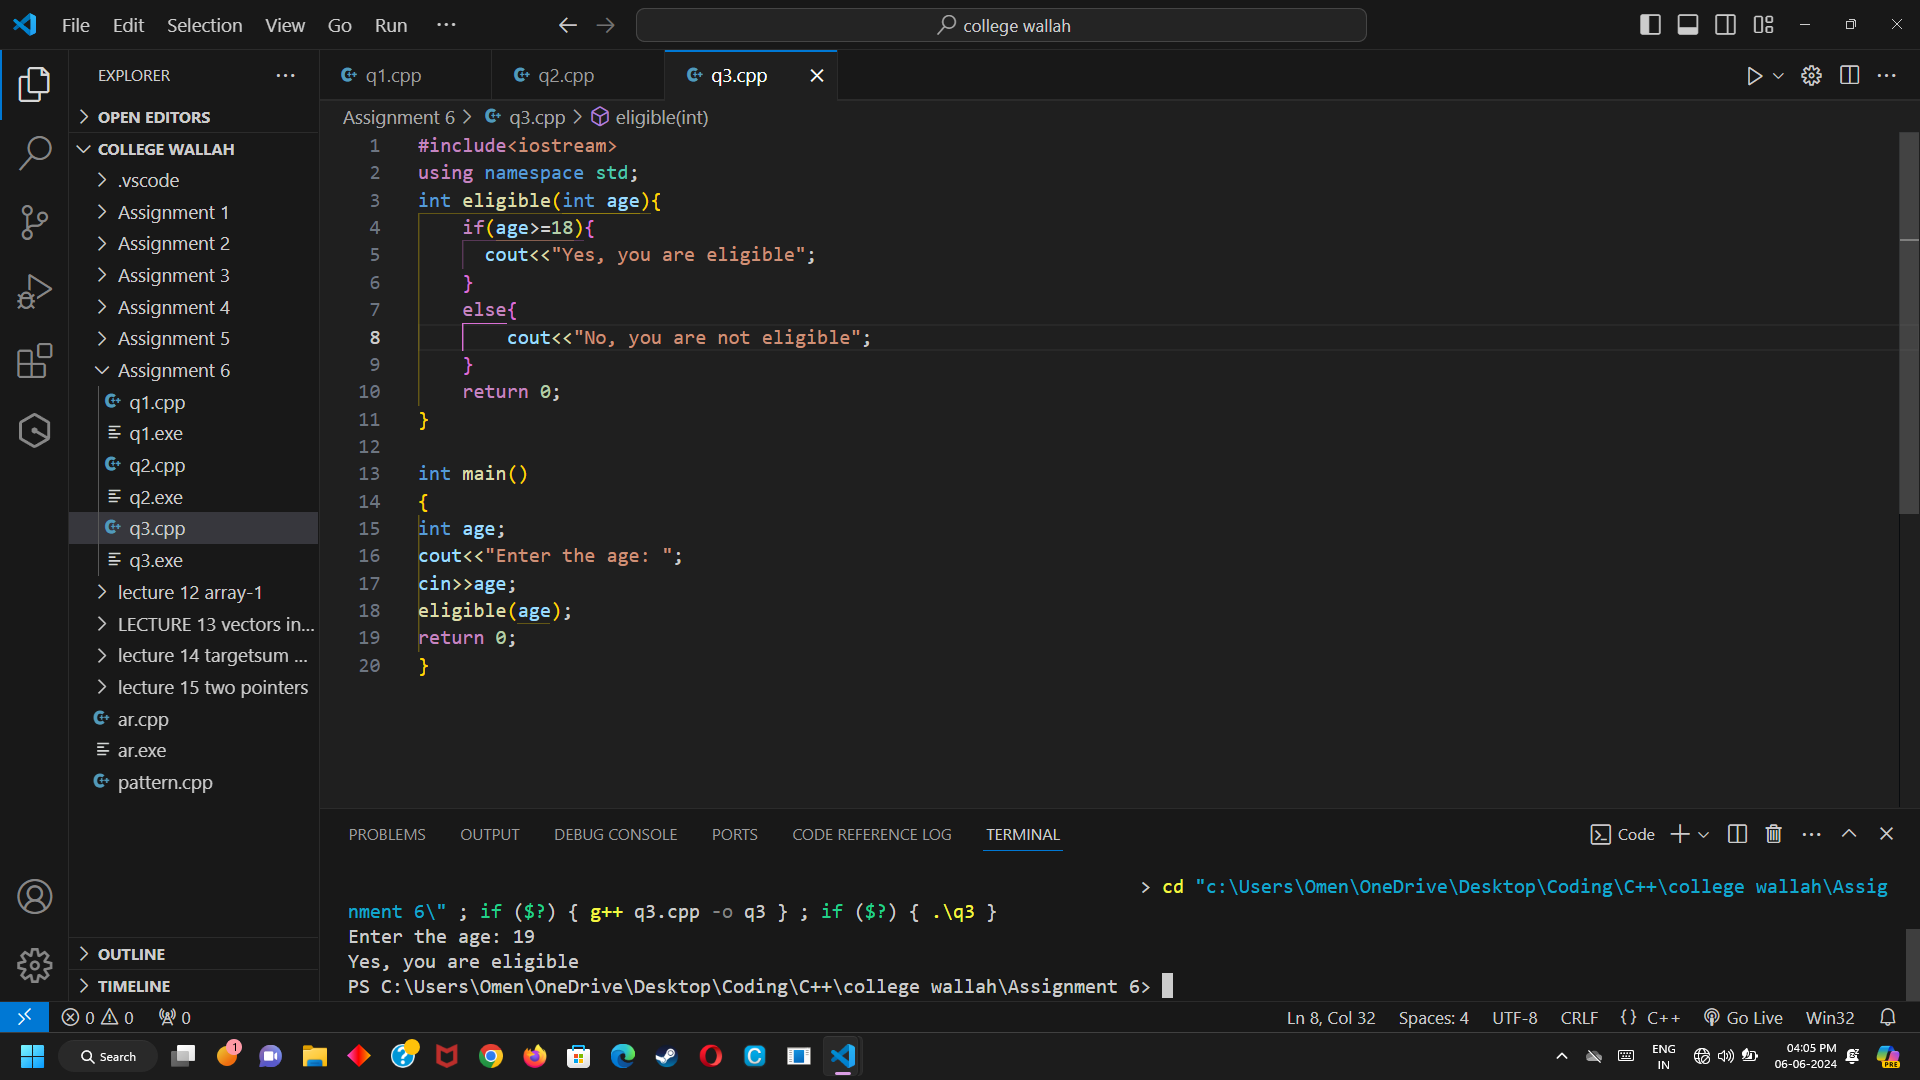 File Edit Selection View Go Run ···
college wallah
EXPLORER ···
q1.cpp q2.cpp q3.cpp
OPEN EDITORS
COLLEGE WALLAH
.vscode
Assignment 1
Assignment 2
Assignment 3
Assignment 4
Assignment 5
Assignment 6
q1.cpp
q1.exe
q2.cpp
q2.exe
q3.cpp
q3.exe
lecture 12 array-1
LECTURE 13 vectors in...
lecture 14 targetsum ...
lecture 15 two pointers
ar.cpp
ar.exe
pattern.cpp
OUTLINE
TIMELINE
Assignment 6 > q3.cpp > eligible(int)
1 #include<iostream>
2 using namespace std;
3 int eligible(int age){
4 if(age>=18){
5 cout<<"Yes, you are eligible";
6 }
7 else{
8 cout<<"No, you are not eligible";
9 }
10 return 0;
11 }
12
13 int main()
14 {
15 int age;
16 cout<<"Enter the age: ";
17 cin>>age;
18 eligible(age);
19 return 0;
20 }
PROBLEMS OUTPUT DEBUG CONSOLE PORTS CODE REFERENCE LOG TERMINAL
Code
> cd "c:\Users\Omen\OneDrive\Desktop\Coding\C++\college wallah\Assig
nment 6\" ; if ($?) { g++ q3.cpp -o q3 } ; if ($?) { .\q3 }
Enter the age: 19
Yes, you are eligible
PS C:\Users\Omen\OneDrive\Desktop\Coding\C++\college wallah\Assignment 6>
0 0 0
Ln 8, Col 32 Spaces: 4 UTF-8 CRLF {} C++ Go Live Win32
Search
1
ENG
IN
04:05 PM
06-06-2024
PRE